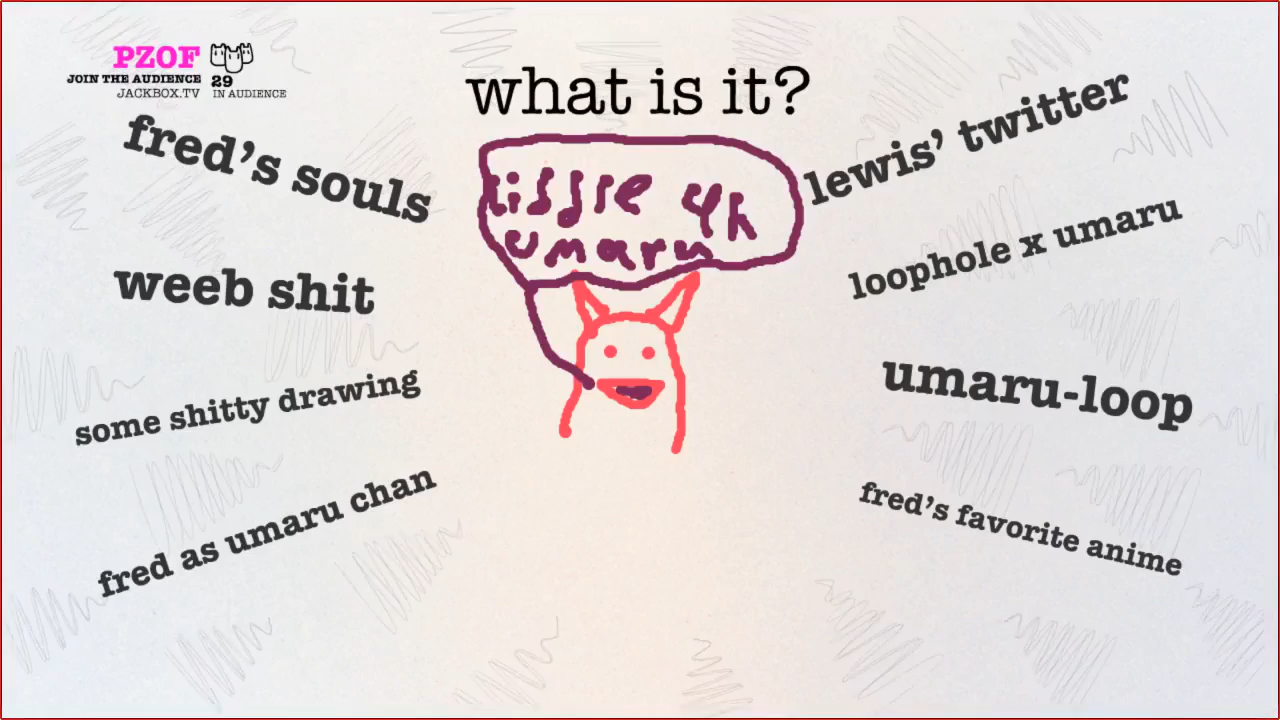 PZOF
JOIN THE AUDIENCE 29
JACKBOX.TV IN AUDIENCE
what is it?
fred's souls
lewis' twitter
umaru
weeb shit
loophole x umaru
some shitty drawing
umaru-loop
fred as umaru chan
fred's favorite anime